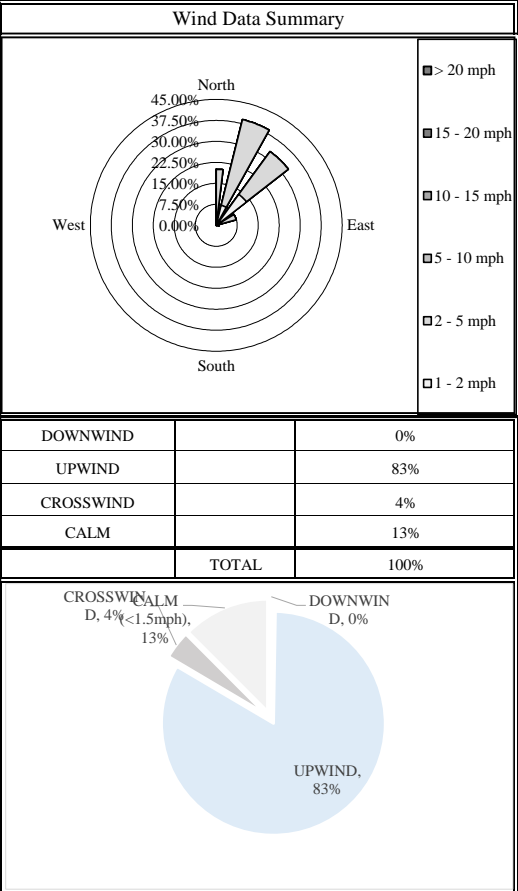 Wind Data Summary
North
45.00%
37.50%
30.00%
22.50%
15.00%
7.50%
0.00%
West
East
South
> 20 mph
15 - 20 mph
10 - 15 mph
5 - 10 mph
2 - 5 mph
1 - 2 mph
DOWNWIND 0%
UPWIND 83%
CROSSWIND 4%
CALM 13%
TOTAL 100%
CROSSWIN
D, 4%
CALM
(<1.5mph),
13%
DOWNWIN
D, 0%
UPWIND,
83%